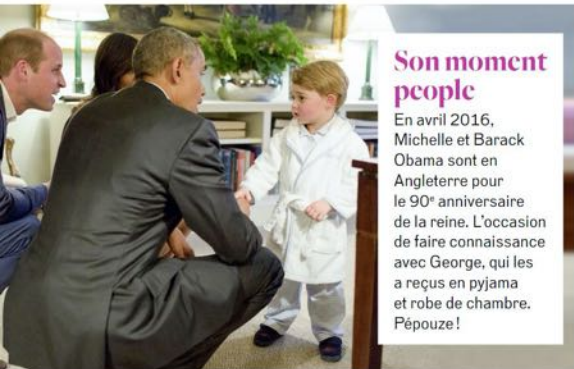 Son moment
people
En avril 2016,
Michelle et Barack
Obama sont en
Angleterre pour
le 90e anniversaire
de la reine. L'occasion
de faire connaissance
avec George, qui les
a reçus en pyjama
et robe de chambre.
Pépouze !